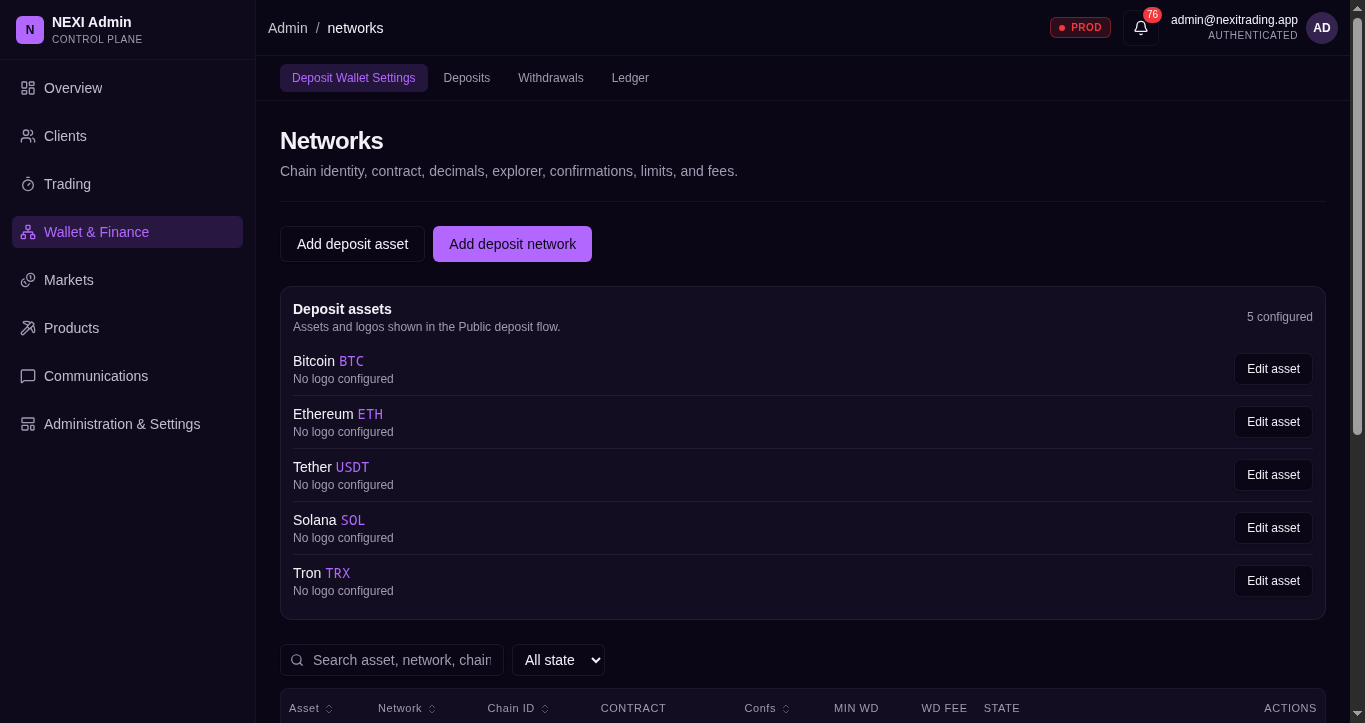 N
NEXI Admin
CONTROL PLANE
Overview
Clients
Trading
Wallet & Finance
Markets
Products
Communications
Administration & Settings
Admin / networks
PROD
76
admin@nexitrading.app
AUTHENTICATED
AD
Deposit Wallet Settings Deposits Withdrawals Ledger
Networks
Chain identity, contract, decimals, explorer, confirmations, limits, and fees.
Add deposit asset Add deposit network
Deposit assets
Assets and logos shown in the Public deposit flow.
5 configured
Bitcoin BTC
No logo configured
Edit asset
Ethereum ETH
No logo configured
Edit asset
Tether USDT
No logo configured
Edit asset
Solana SOL
No logo configured
Edit asset
Tron TRX
No logo configured
Edit asset
Search asset, network, chain All state
Asset Network Chain ID CONTRACT Confs MIN WD WD FEE STATE ACTIONS